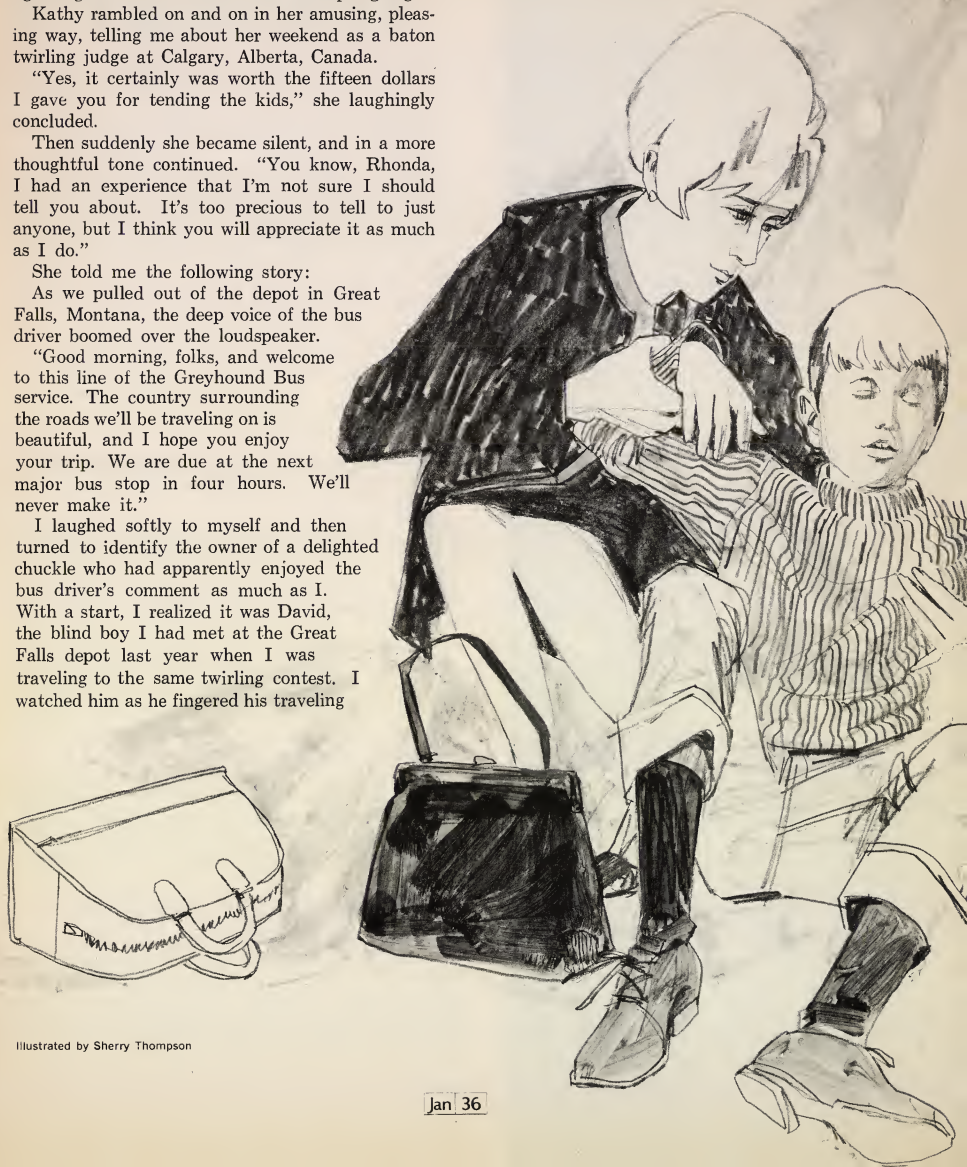 Kathy rambled on and on in her amusing, pleas-
ing way, telling me about her weekend as a baton
twirling judge at Calgary, Alberta, Canada.
"Yes, it certainly was worth the fifteen dollars
I gave you for tending the kids," she laughingly
concluded.
Then suddenly she became silent, and in a more
thoughtful tone continued. "You know, Rhonda,
I had an experience that I'm not sure I should
tell you about. It's too precious to tell to just
anyone, but I think you will appreciate it as much
as I do."
She told me the following story:
As we pulled out of the depot in Great
Falls, Montana, the deep voice of the bus
driver boomed over the loudspeaker.
"Good morning, folks, and welcome
to this line of the Greyhound Bus
service. The country surrounding
the roads we'll be traveling on is
beautiful, and I hope you enjoy
your trip. We are due at the next
major bus stop in four hours. We'll
never make it."
I laughed softly to myself and then
turned to identify the owner of a delighted
chuckle who had apparently enjoyed the
bus driver's comment as much as I.
With a start, I realized it was David,
the blind boy I had met at the Great
Falls depot last year when I was
traveling to the same twirling contest. I
watched him as he fingered his traveling
Illustrated by Sherry Thompson
Jan 36